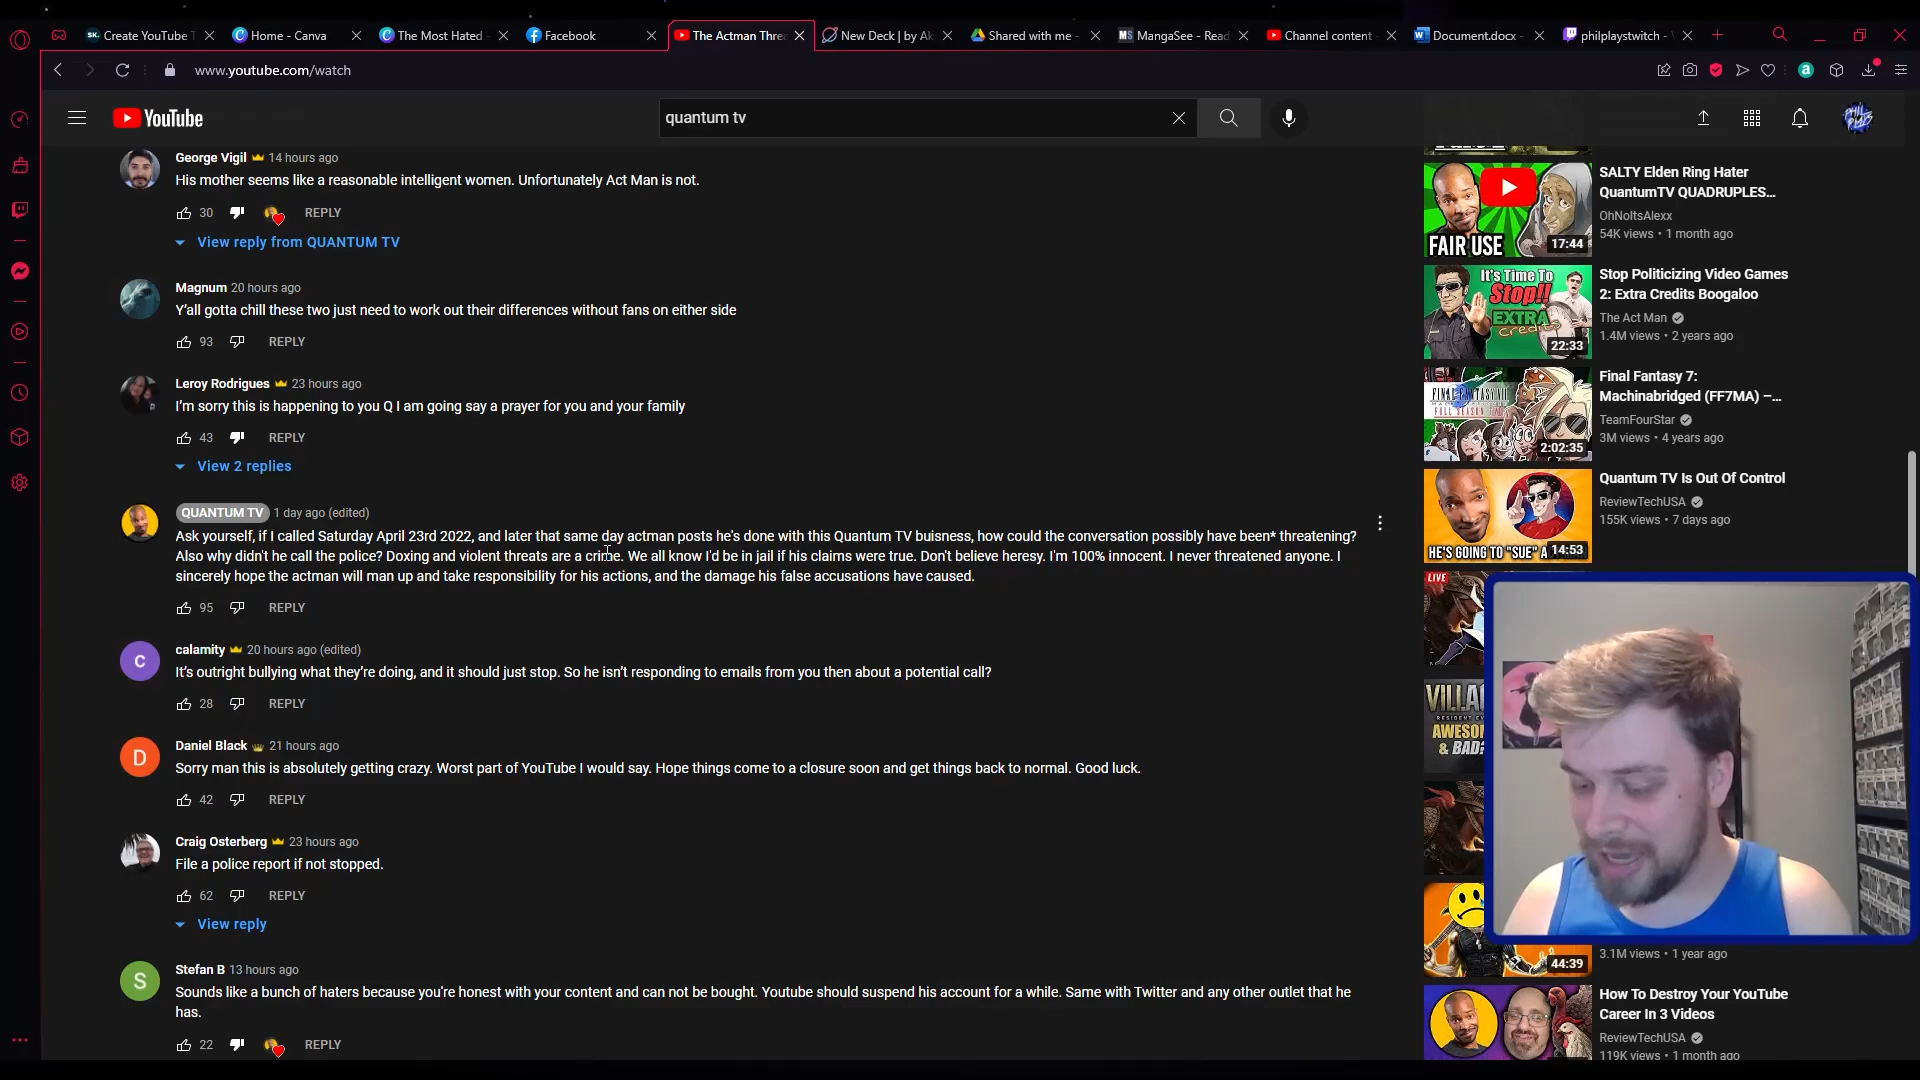 Create YouTube T
Home - Canva
The Most Hated
Facebook
The Actman Threa
New Deck | by Ak
Shared with me -
MangaSee - Read
Channel content
Document.docx
philplaystwitch -
www.youtube.com/watch
YouTube
quantum tv
George Vigil 14 hours ago
His mother seems like a reasonable intelligent women. Unfortunately Act Man is not.
30 REPLY
View reply from QUANTUM TV
Magnum 20 hours ago
Y'all gotta chill these two just need to work out their differences without fans on either side
93 REPLY
Leroy Rodrigues 23 hours ago
I'm sorry this is happening to you Q I am going say a prayer for you and your family
43 REPLY
View 2 replies
QUANTUM TV 1 day ago (edited)
Ask yourself, if I called Saturday April 23rd 2022, and later that same day actman posts he's done with this Quantum TV buisness, how could the conversation possibly have been* threatening?
Also why didn't he call the police? Doxing and violent threats are a crime. We all know I'd be in jail if his claims were true. Don't believe heresy. I'm 100% innocent. I never threatened anyone. I
sincerely hope the actman will man up and take responsibility for his actions, and the damage his false accusations have caused.
95 REPLY
calamity 20 hours ago (edited)
It's outright bullying what they're doing, and it should just stop. So he isn't responding to emails from you then about a potential call?
28 REPLY
Daniel Black 21 hours ago
Sorry man this is absolutely getting crazy. Worst part of YouTube I would say. Hope things come to a closure soon and get things back to normal. Good luck.
42 REPLY
Craig Osterberg 23 hours ago
File a police report if not stopped.
62 REPLY
View reply
Stefan B 13 hours ago
Sounds like a bunch of haters because you're honest with your content and can not be bought. Youtube should suspend his account for a while. Same with Twitter and any other outlet that he
has.
22 REPLY
FAIR USE
17:44
SALTY Elden Ring Hater
QuantumTV QUADRUPLES...
OhNoItsAlexx
54K views • 1 month ago
It's Time To
Stop!!
EXTRA
credits
22:33
Stop Politicizing Video Games
2: Extra Credits Boogaloo
The Act Man
1.4M views • 2 years ago
2:02:35
Final Fantasy 7:
Machinabridged (FF7MA) –...
TeamFourStar
3M views • 4 years ago
HE'S GOING TO "SUE" A
14:53
Quantum TV Is Out Of Control
ReviewTechUSA
155K views • 7 days ago
LIVE
AWESO
& BAD?
44:39
3.1M views • 1 year ago
How To Destroy Your YouTube
Career In 3 Videos
ReviewTechUSA
119K views • 1 month ago